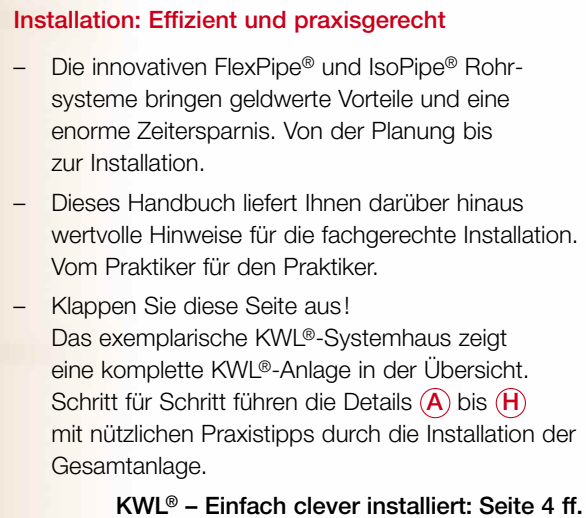 Installation: Effizient und praxisgerecht
– Die innovativen FlexPipe® und IsoPipe® Rohr-
systeme bringen geldwerte Vorteile und eine
enorme Zeitersparnis. Von der Planung bis
zur Installation.
– Dieses Handbuch liefert Ihnen darüber hinaus
wertvolle Hinweise für die fachgerechte Installation.
Vom Praktiker für den Praktiker.
– Klappen Sie diese Seite aus!
Das exemplarische KWL®-Systemhaus zeigt
eine komplette KWL®-Anlage in der Übersicht.
Schritt für Schritt führen die Details A bis H
mit nützlichen Praxistipps durch die Installation der
Gesamtanlage.
KWL® – Einfach clever installiert: Seite 4 ff.